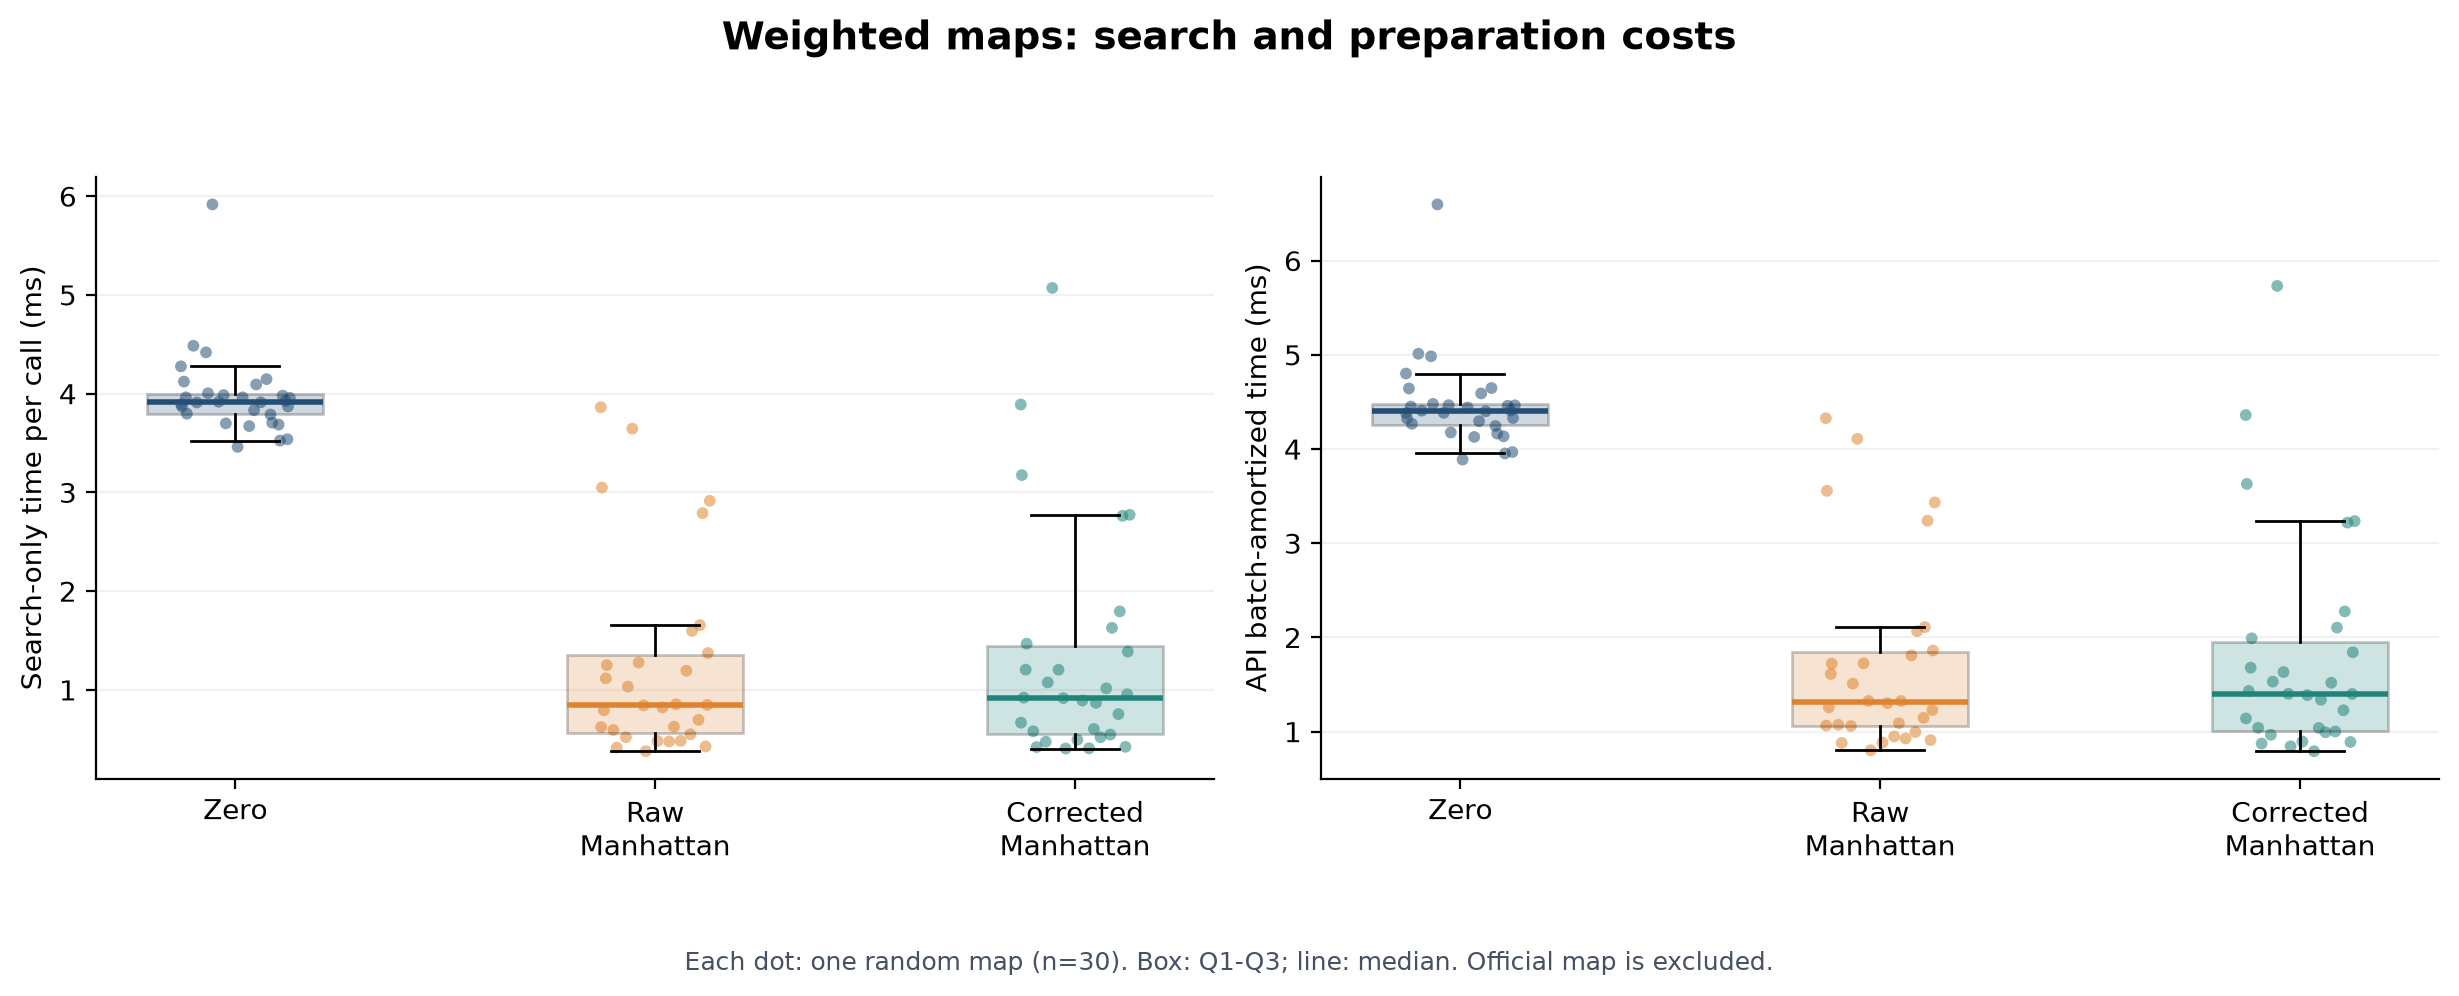 Weighted maps: search and preparation costs
Search-only time per call (ms)
6
5
4
3
2
1
Zero
Raw
Manhattan
Corrected
Manhattan
API batch-amortized time (ms)
6
5
4
3
2
1
Zero
Raw
Manhattan
Corrected
Manhattan
Each dot: one random map (n=30). Box: Q1-Q3; line: median. Official map is excluded.